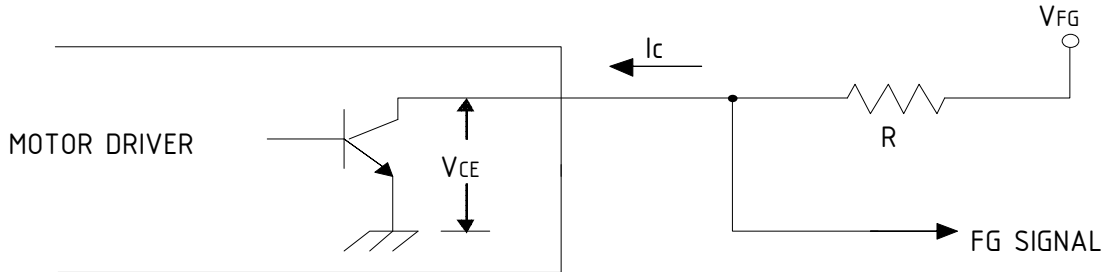 VFG
Ic
R
MOTOR DRIVER
VCE
FG SIGNAL